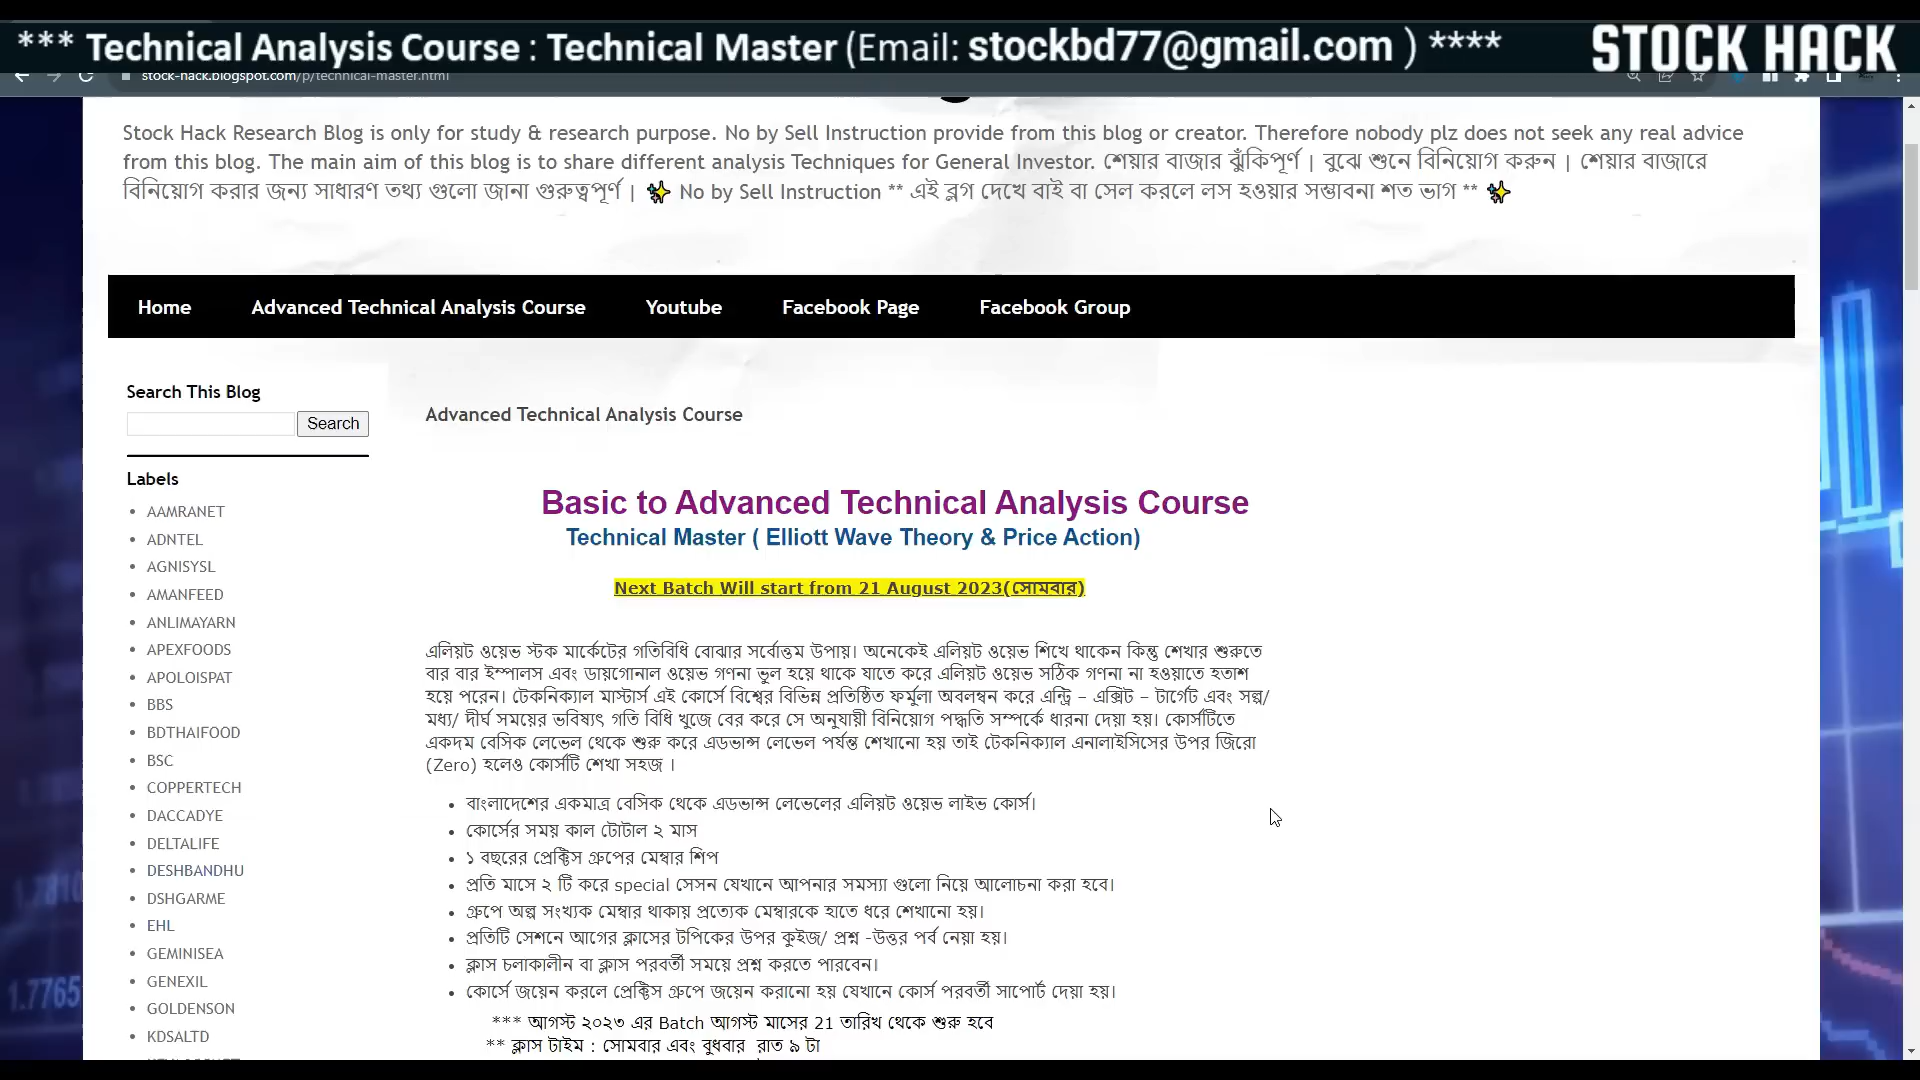 *** Technical Analysis Course : Technical Master (Email: stockbd77@gmail.com ) ****
STOCK HACK
stock-hack.blogspot.com/p/technical-master.html
Stock Hack Research Blog is only for study & research purpose. No by Sell Instruction provide from this blog or creator. Therefore nobody plz does not seek any real advice
from this blog. The main aim of this blog is to share different analysis Techniques for General Investor. শেয়ার বাজার ঝুঁকিপূর্ণ | বুঝে শুনে বিনিয়োগ করুন | শেয়ার বাজারে
বিনিয়োগ করার জন্য সাধারণ তথ্য গুলো জানা গুরুত্বপূর্ণ | ✨ No by Sell Instruction ** এই ব্লগ দেখে বাই বা সেল করলে লস হওয়ার সম্ভাবনা শত ভাগ ** ✨
Home Advanced Technical Analysis Course Youtube Facebook Page Facebook Group
Search This Blog
Search
Labels
• AAMRANET
• ADNTEL
• AGNISYSL
• AMANFEED
• ANLIMAYARN
• APEXFOODS
• APOLOISPAT
• BBS
• BDTHAIFOOD
• BSC
• COPPERTECH
• DACCADYE
• DELTALIFE
• DESHBANDHU
• DSHGARME
• EHL
• GEMINISEA
• GENEXIL
• GOLDENSON
• KDSALTD
Advanced Technical Analysis Course
Basic to Advanced Technical Analysis Course
Technical Master ( Elliott Wave Theory & Price Action)
Next Batch Will start from 21 August 2023(সোমবার)
এলিয়ট ওয়েভ স্টক মার্কেটের গতিবিধি বোঝার সর্বোত্তম উপায়। অনেকেই এলিয়ট ওয়েভ শিখে থাকেন কিন্তু শেখার শুরুতে
বার বার ইম্পালস এবং ডায়গোনাল ওয়েভ গণনা ভুল হয়ে থাকে যাতে করে এলিয়ট ওয়েভ সঠিক গণনা না হওয়াতে হতাশ
হয়ে পরেন। টেকনিক্যাল মাস্টার্স এই কোর্সে বিশ্বের বিভিন্ন প্রতিষ্ঠিত ফর্মুলা অবলম্বন করে এন্ট্রি – এক্সিট – টার্গেট এবং সল্প/
মধ্য/ দীর্ঘ সময়ের ভবিষ্যৎ গতি বিধি খুজে বের করে সে অনুযায়ী বিনিয়োগ পদ্ধতি সম্পর্কে ধারনা দেয়া হয়। কোর্সটিতে
একদম বেসিক লেভেল থেকে শুরু করে এডভান্স লেভেল পর্যন্ত শেখানো হয় তাই টেকনিক্যাল এনালাইসিসের উপর জিরো
(Zero) হলেও কোর্সটি শেখা সহজ ।
• বাংলাদেশের একমাত্র বেসিক থেকে এডভান্স লেভেলের এলিয়ট ওয়েভ লাইভ কোর্স।
• কোর্সের সময় কাল টোটাল ২ মাস
• ১ বছরের প্রেক্টিস গ্রুপের মেম্বার শিপ
• প্রতি মাসে ২ টি করে special সেসন যেখানে আপনার সমস্যা গুলো নিয়ে আলোচনা করা হবে।
• গ্রুপে অল্প সংখ্যক মেম্বার থাকায় প্রত্যেক মেম্বারকে হাতে ধরে শেখানো হয়।
• প্রতিটি সেশনে আগের ক্লাসের টপিকের উপর কুইজ/ প্রশ্ন -উত্তর পর্ব নেয়া হয়।
• ক্লাস চলাকালীন বা ক্লাস পরবর্তী সময়ে প্রশ্ন করতে পারবেন।
• কোর্সে জয়েন করলে প্রেক্টিস গ্রুপে জয়েন করানো হয় যেখানে কোর্স পরবর্তী সাপোর্ট দেয়া হয়।
*** আগস্ট ২০২৩ এর Batch আগস্ট মাসের 21 তারিখ থেকে শুরু হবে
** ক্লাস টাইম : সোমবার এবং বুধবার রাত ৯ টা
1.7765